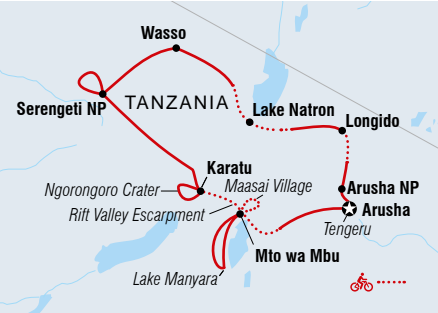 Wasso
Serengeti NP
TANZANIA
Lake Natron
Longido
Karatu
Ngorongoro Crater
Maasai Village
Arusha NP
Rift Valley Escarpment
Arusha
Tengeru
Mto wa Mbu
Lake Manyara